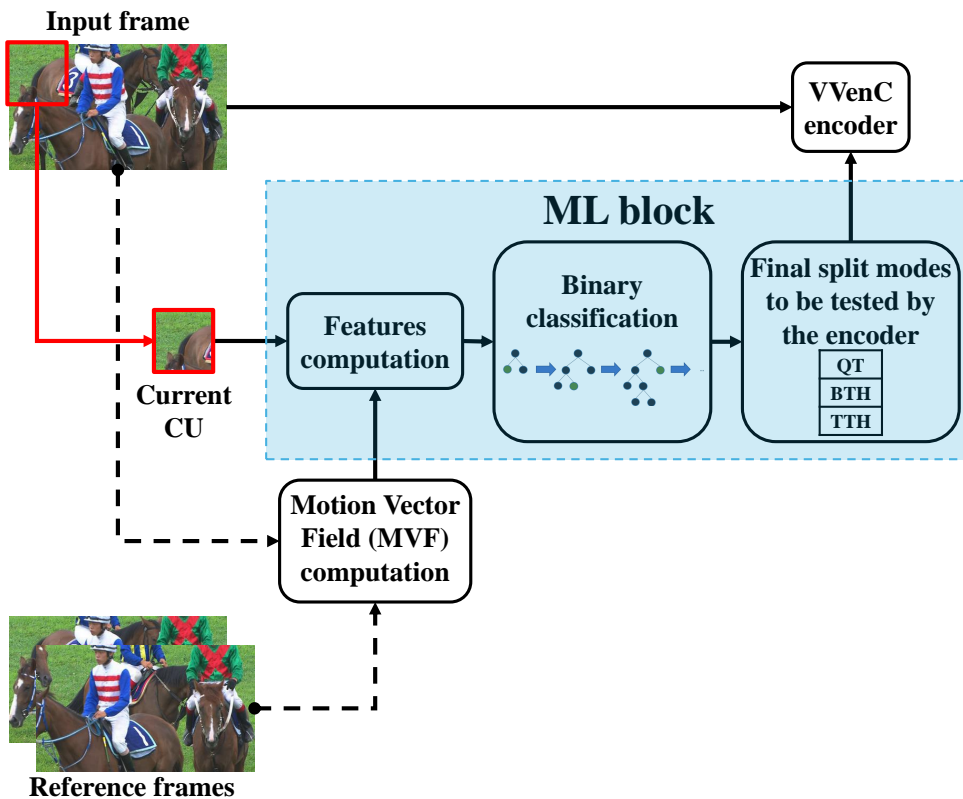 Input frame
VVenC
encoder
ML block
Binary
classification
Final split modes
to be tested by
the encoder
QT
BTH
TTH
Features
computation
Current
CU
Motion Vector
Field (MVF)
computation
Reference frames